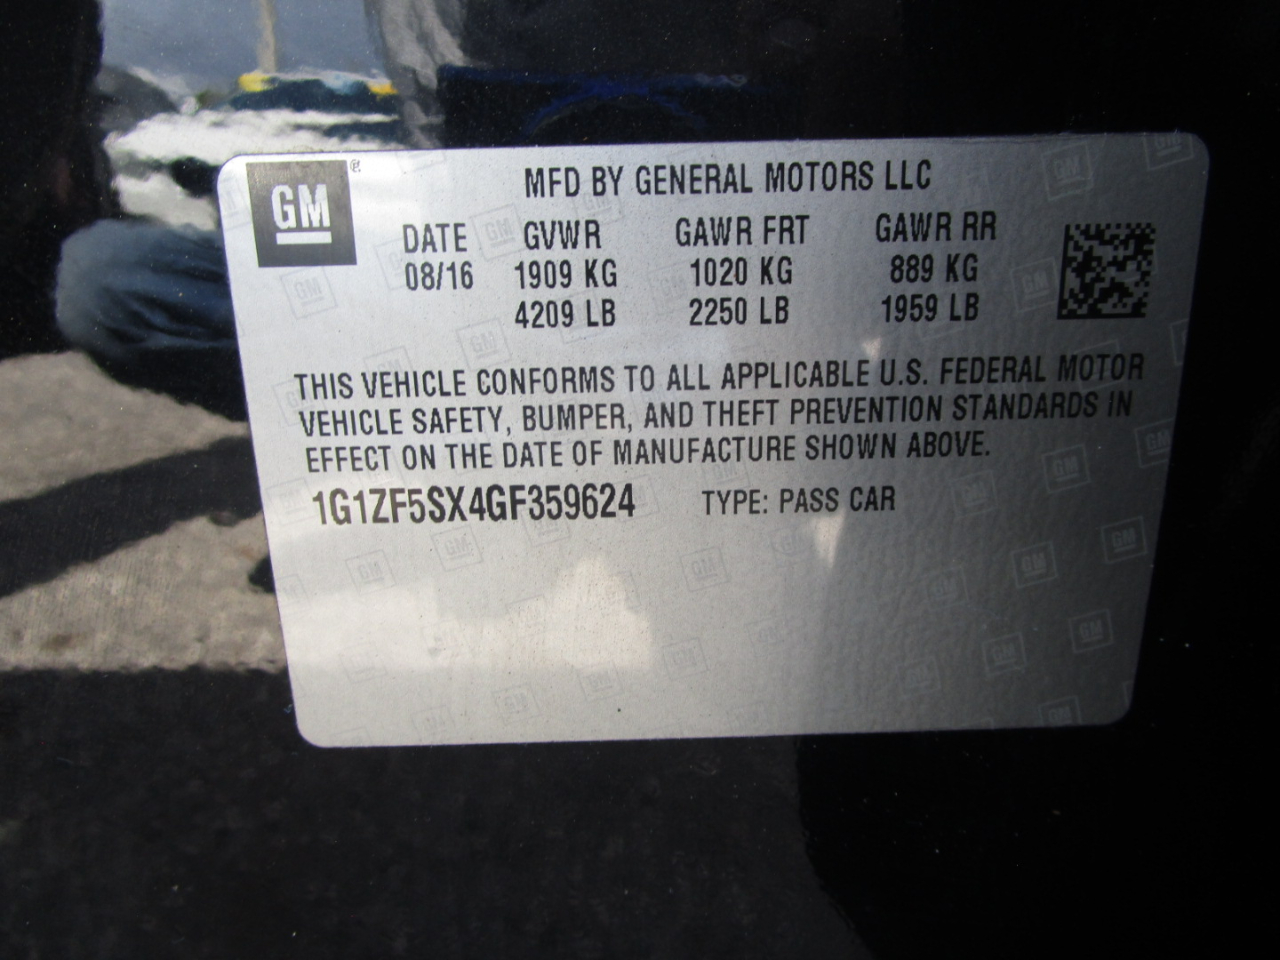 GM ®
MFD BY GENERAL MOTORS LLC
DATE GVWR GAWR FRT GAWR RR
08/16 1909 KG 1020 KG 889 KG
4209 LB 2250 LB 1959 LB
THIS VEHICLE CONFORMS TO ALL APPLICABLE U.S. FEDERAL MOTOR
VEHICLE SAFETY, BUMPER, AND THEFT PREVENTION STANDARDS IN
EFFECT ON THE DATE OF MANUFACTURE SHOWN ABOVE.
1G1ZF5SX4GF359624 TYPE: PASS CAR